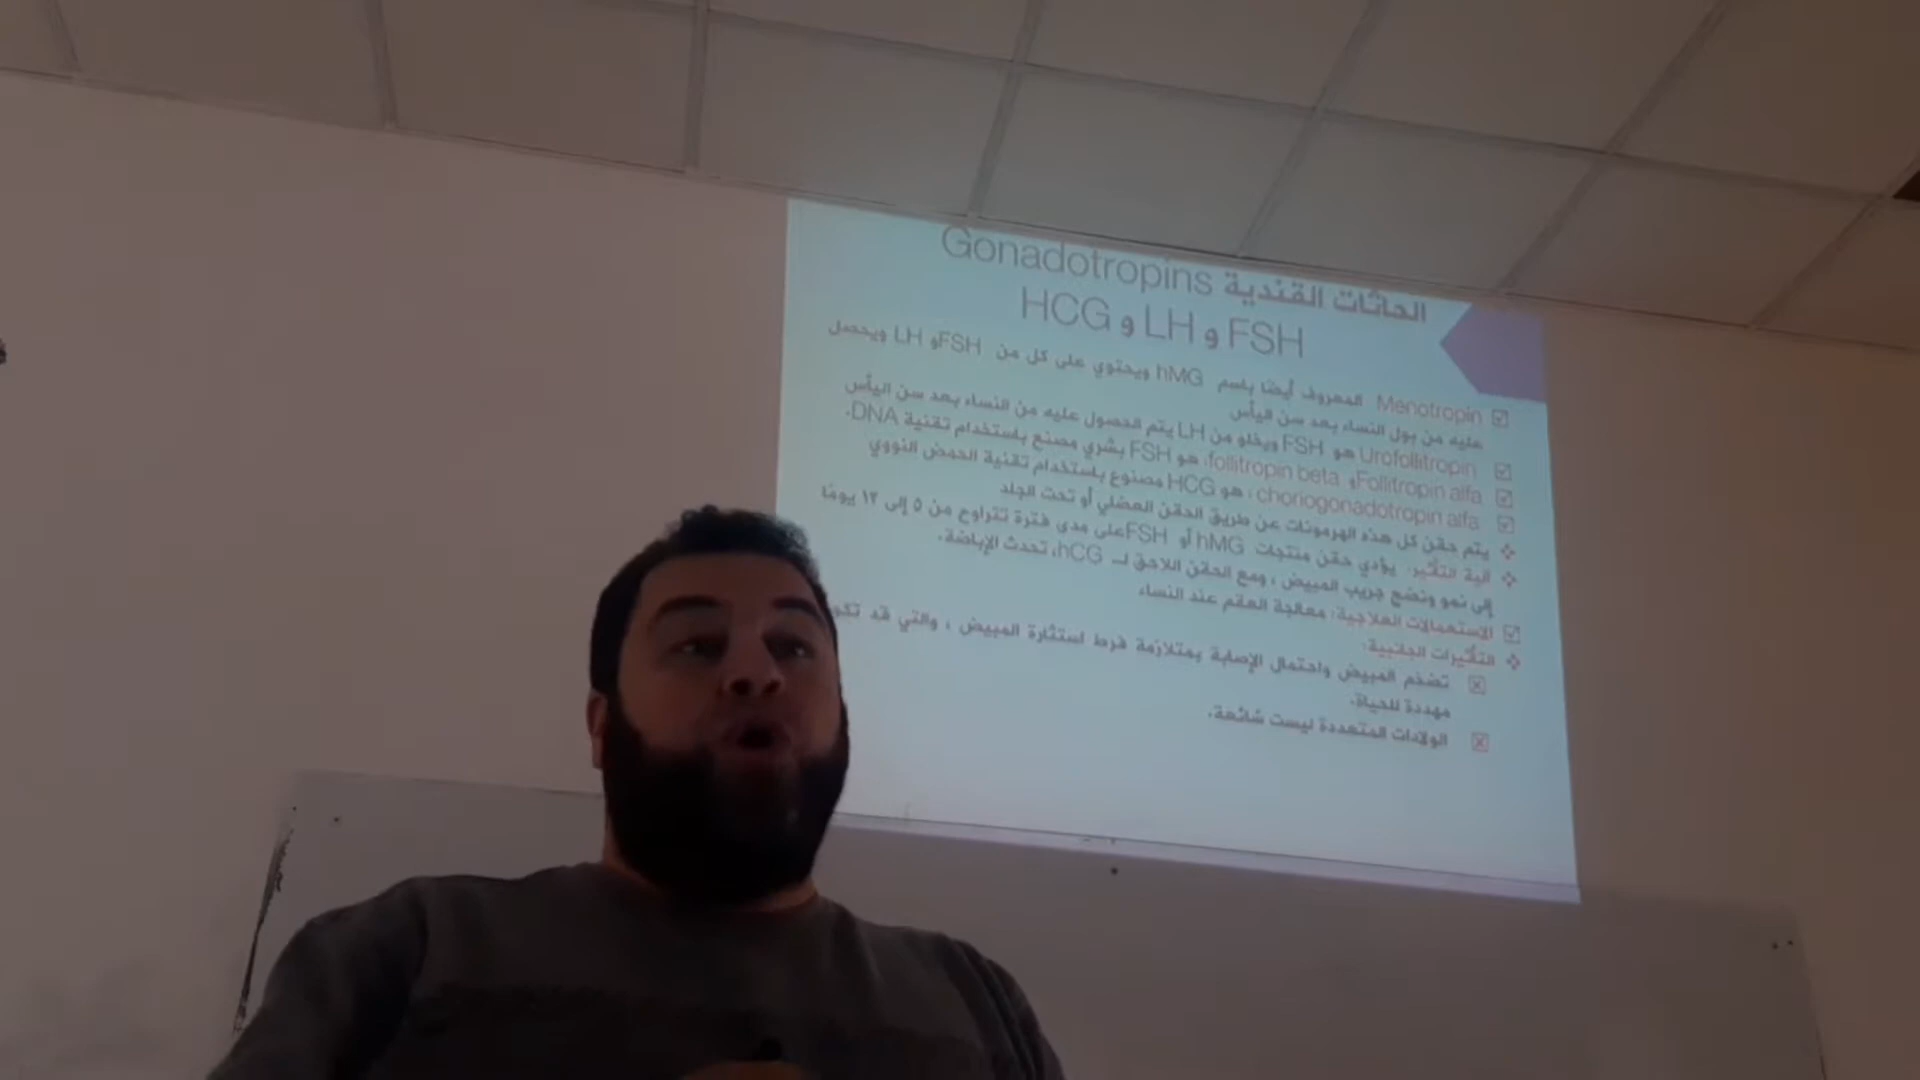 الحاثات القندية Gonadotropins
FSH و LH و HCG
Menotropin المعروف أيضا باسم hMG ويحتوي على كل من FSH و LH ويحصل
عليه من بول النساء بعد سن اليأس
Urofollitropin هو FSH ويخلو من LH يتم الحصول عليه من النساء بعد سن اليأس
Follitropin alfa و follitropin beta: هو FSH بشري مصنع باستخدام تقنية DNA.
choriogonadotropin alfa : هو HCG مصنوع باستخدام تقنية الحمض النووي
يتم حقن كل هذه الهرمونات عن طريق الحقن العضلي أو تحت الجلد
آلية التأثير: يؤدي حقن منتجات hMG أو FSH على مدى فترة تتراوح من ٥ إلى ١٢ يومًا
إلى نمو ونضج جريب المبيض ، ومع الحقن اللاحق لـ hCG، تحدث الإباضة.
الاستعمالات العلاجية: معالجة العقم عند النساء
التأثيرات الجانبية:
تضخم المبيض واحتمال الإصابة بمتلازمة فرط استثارة المبيض ، والتي قد
مهددة للحياة.
الولادات المتعددة ليست شائعة.